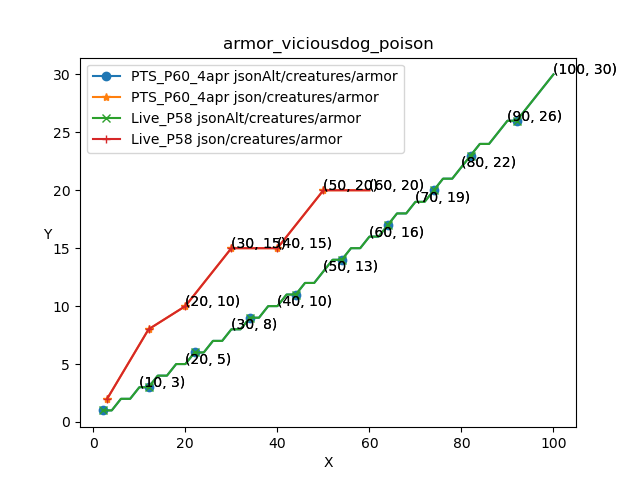 armor_viciousdog_poison
PTS_P60_4apr jsonAlt/creatures/armor
PTS_P60_4apr json/creatures/armor
Live_P58 jsonAlt/creatures/armor
Live_P58 json/creatures/armor
(100, 30)
(90, 26)
(80, 22)
(50, 20)
(60, 20)
(70, 19)
(60, 16)
(30, 15)
(40, 15)
(50, 13)
(20, 10)
(40, 10)
(30, 8)
(20, 5)
(10, 3)
30
25
20
15
10
5
0
Y
0 20 40 60 80 100
X